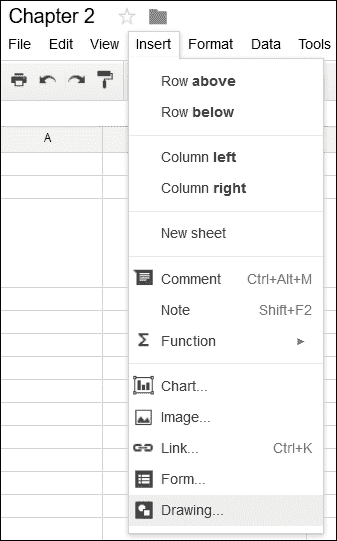 Chapter 2
File Edit View Insert Format Data Tools
A
Row above
Row below
Column left
Column right
New sheet
Comment Ctrl+Alt+M
Note Shift+F2
Function
Chart...
Image...
Link... Ctrl+K
Form...
Drawing...